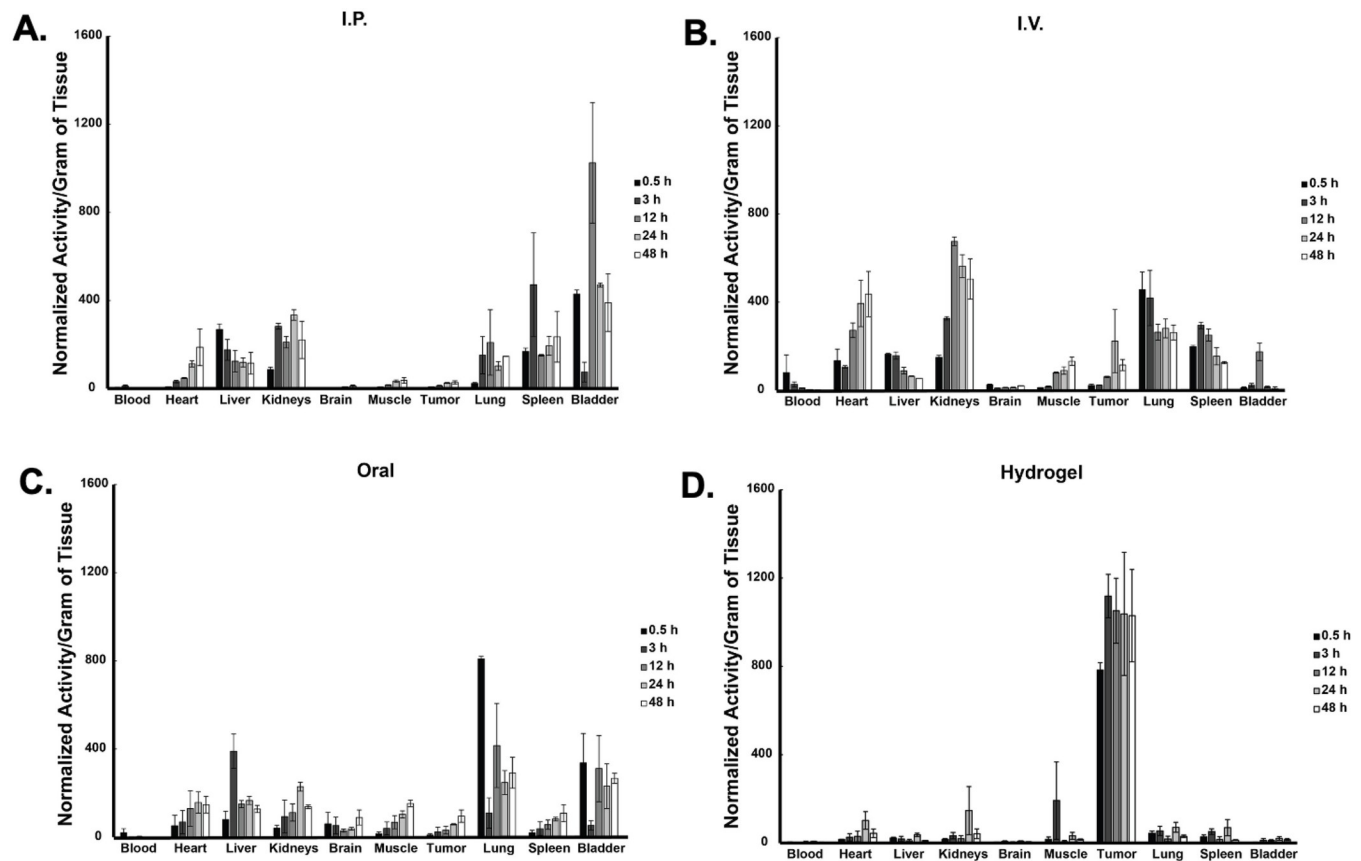 A.
I.P.
Normalized Activity/Gram of Tissue
1600
1200
800
400
0
Blood Heart Liver Kidneys Brain Muscle Tumor Lung Spleen Bladder
0.5 h
3 h
12 h
24 h
48 h
B.
I.V.
Normalized Activity/Gram of Tissue
1600
1200
800
400
0
Blood Heart Liver Kidneys Brain Muscle Tumor Lung Spleen Bladder
0.5 h
3 h
12 h
24 h
48 h
C.
Oral
Normalized Activity/Gram of Tissue
1600
1200
800
400
0
Blood Heart Liver Kidneys Brain Muscle Tumor Lung Spleen Bladder
0.5 h
3 h
12 h
24 h
48 h
D.
Hydrogel
Normalized Activity/Gram of Tissue
1600
1200
800
400
0
Blood Heart Liver Kidneys Brain Muscle Tumor Lung Spleen Bladder
0.5 h
3 h
12 h
24 h
48 h